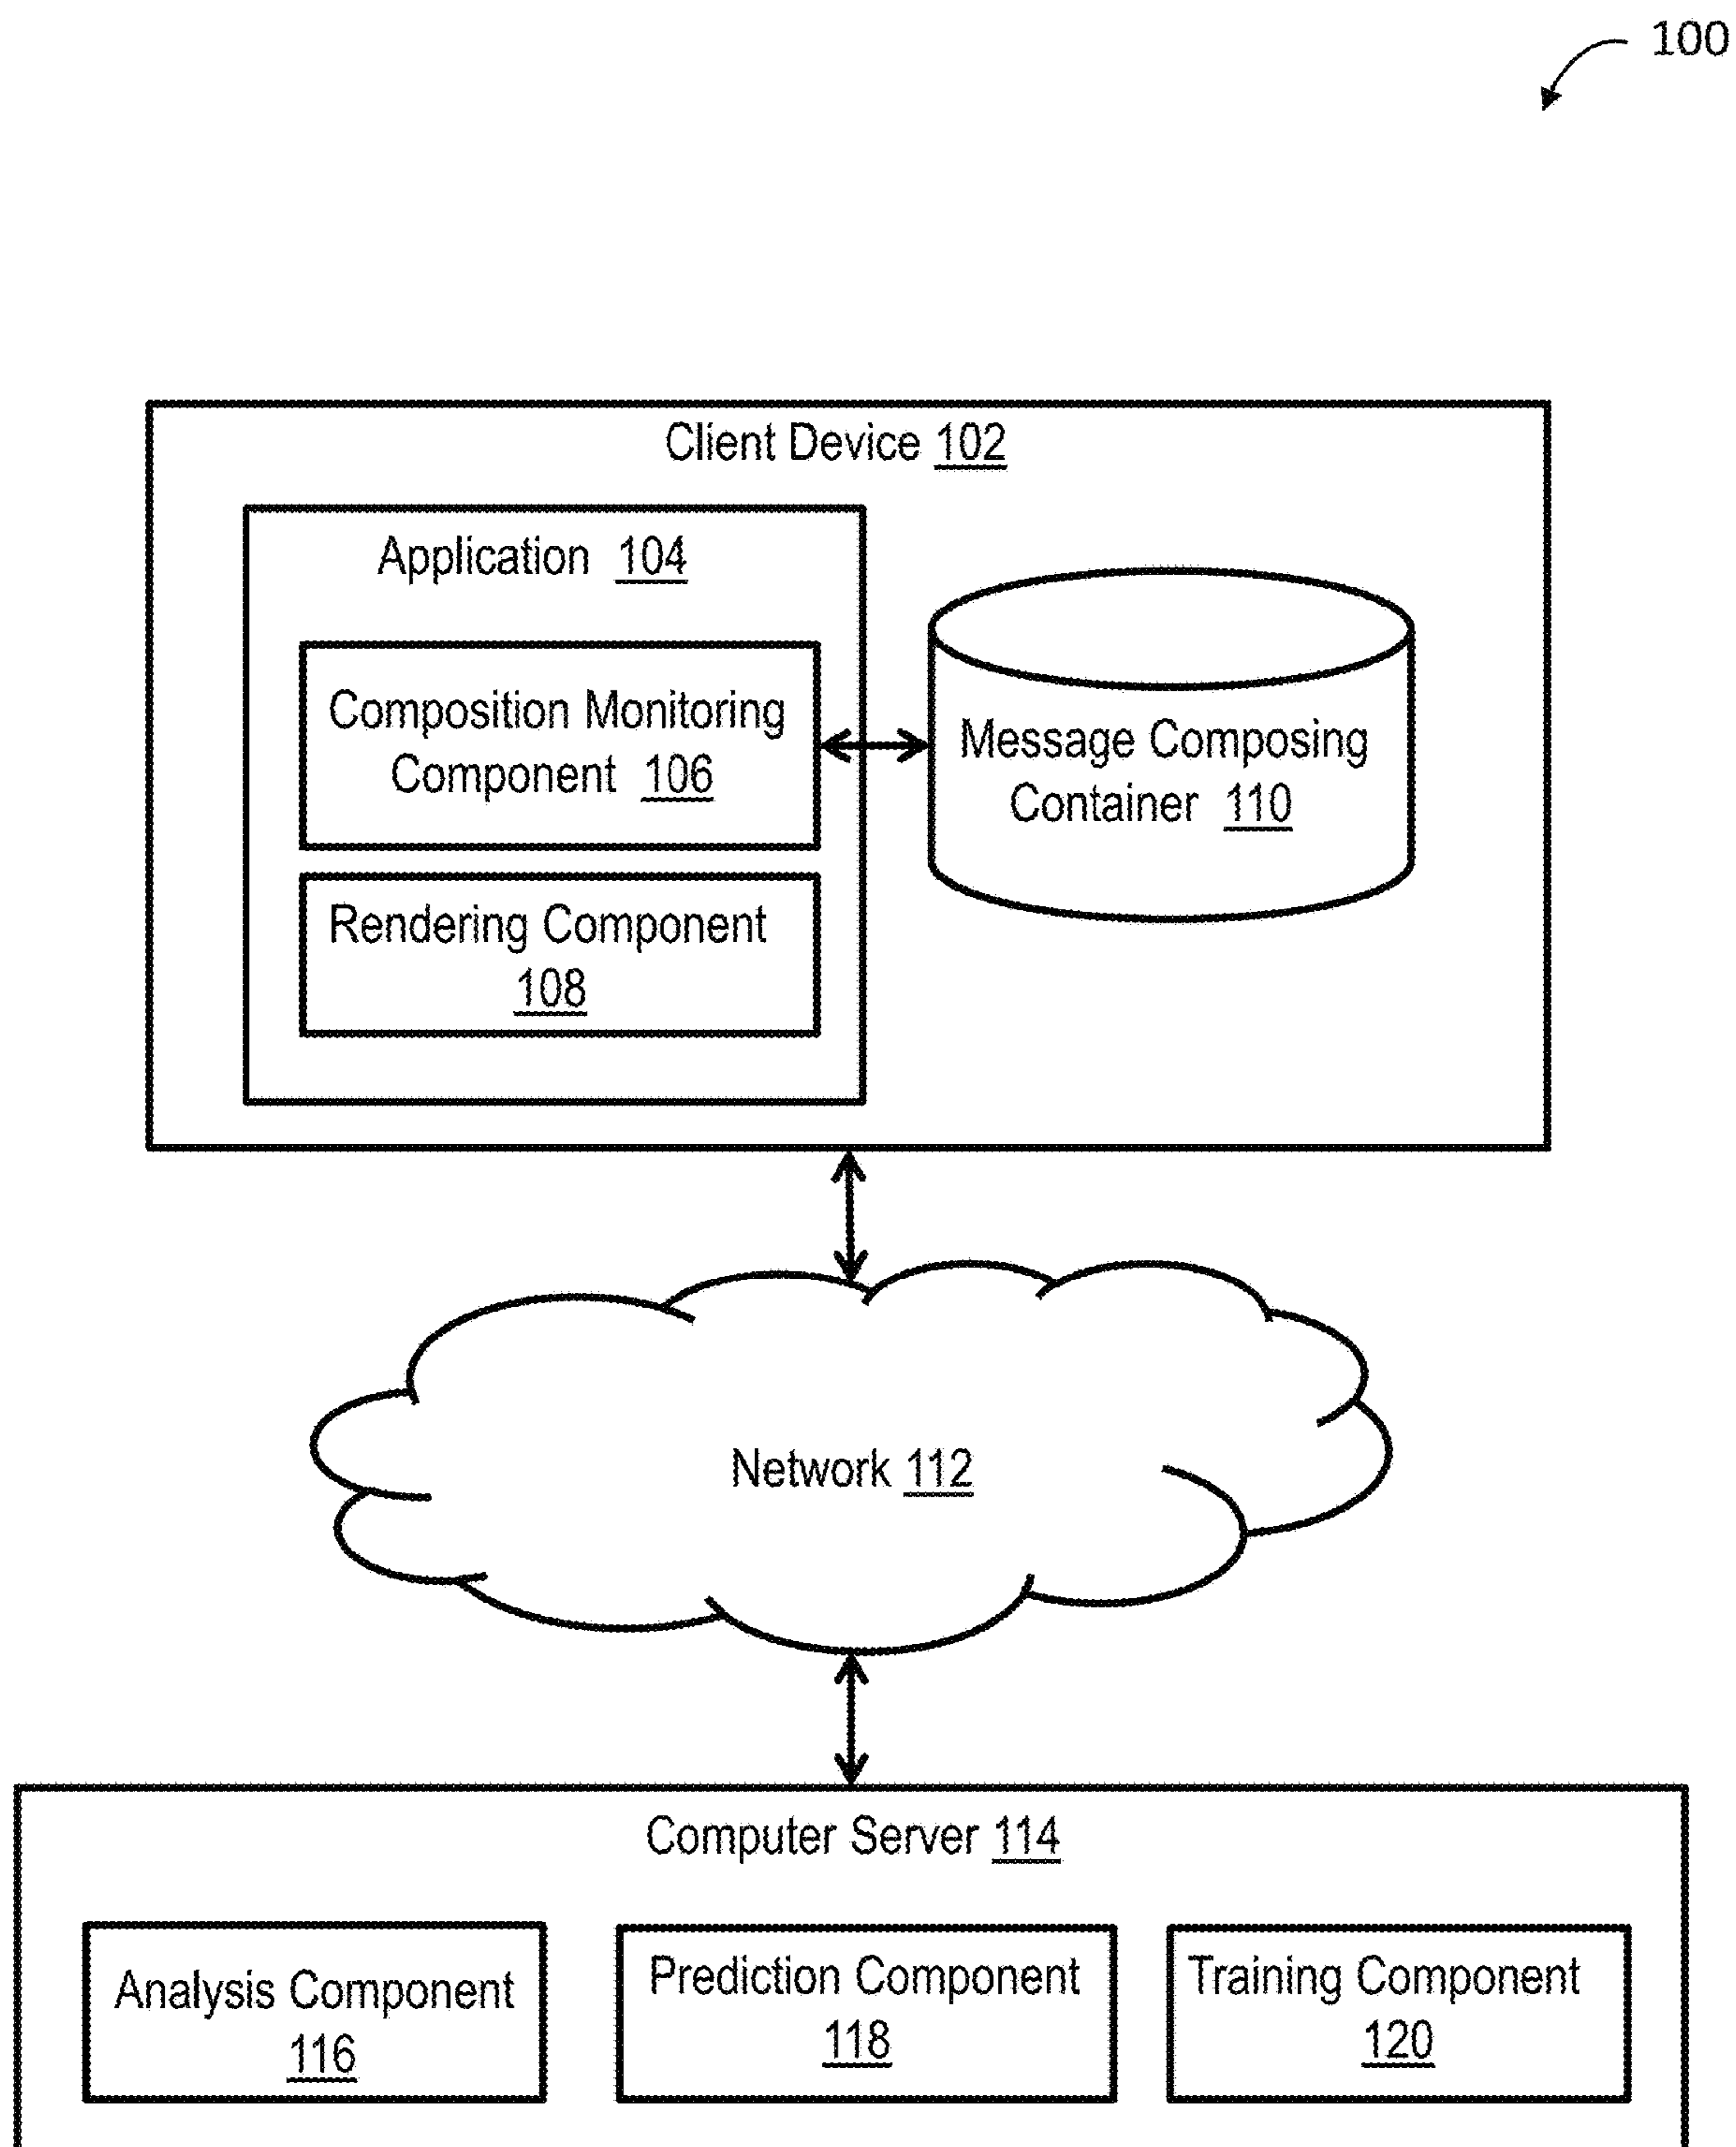 100
Client Device 102
Application 104
Composition Monitoring
Component 106
Message Composing
Container 110
Rendering Component
108
Network 112
Computer Server 114
Analysis Component
116
Prediction Component
118
Training Component
120